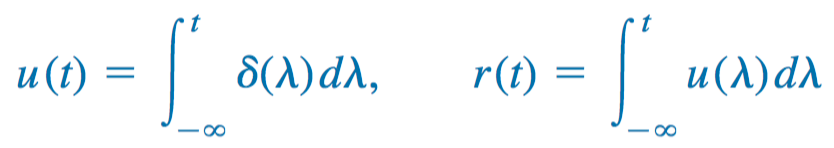 u(t) = ∫_{−∞}^{t} δ(λ)dλ, r(t) = ∫_{−∞}^{t} u(λ)dλ